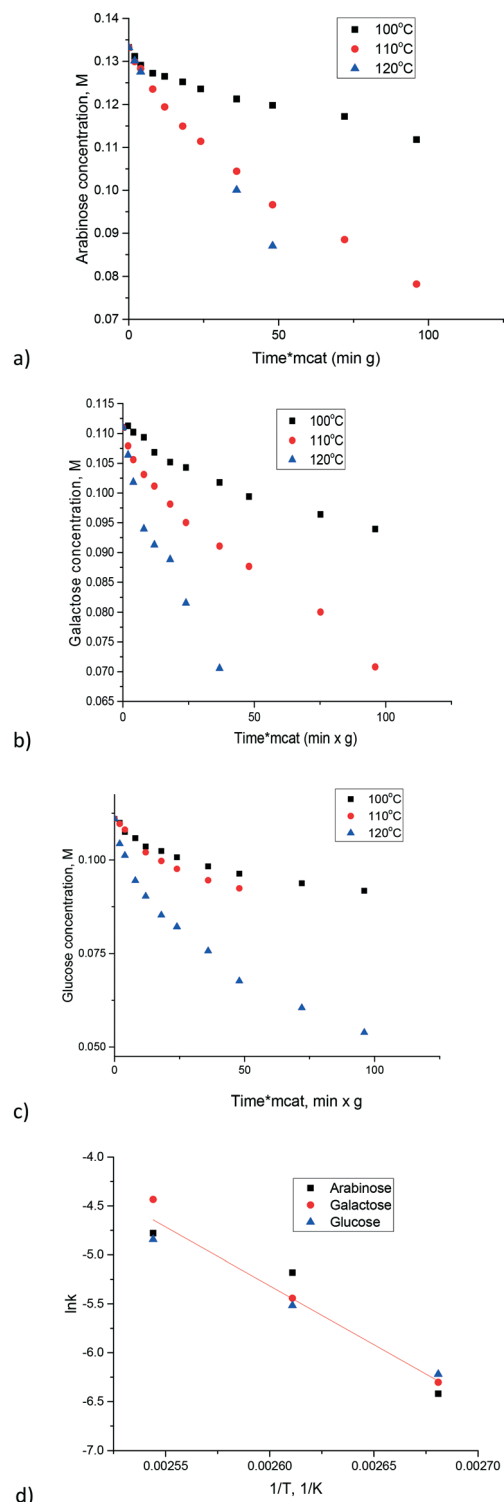 0.14
0.13
0.12
0.11
0.10
0.09
0.08
0.07
0
50
100
Arabinose concentration, M
100°C
110°C
120°C
Time*mcat (min g)
a)
0.115
0.110
0.105
0.100
0.095
0.090
0.085
0.080
0.075
0.070
0.065
0
50
100
Galactose concentration, M
100°C
110°C
120°C
Time*mcat (min x g)
b)
0.100
0.075
0.050
0
50
100
Glucose concentration, M
100°C
110°C
120°C
Time*mcat, min x g
c)
-4.0
-4.5
-5.0
-5.5
-6.0
-6.5
-7.0
0.00255
0.00260
0.00265
0.00270
lnk
Arabinose
Galactose
Glucose
1/T, 1/K
d)